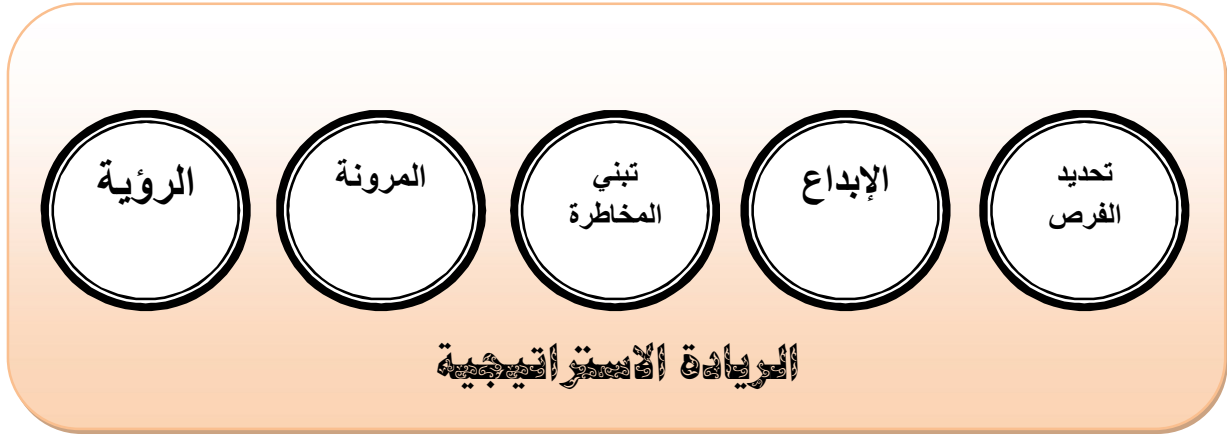 تحديد
الفرص
الإبداع
تبني
المخاطرة
المرونة
الرؤية
الريادة الاستراتيجية